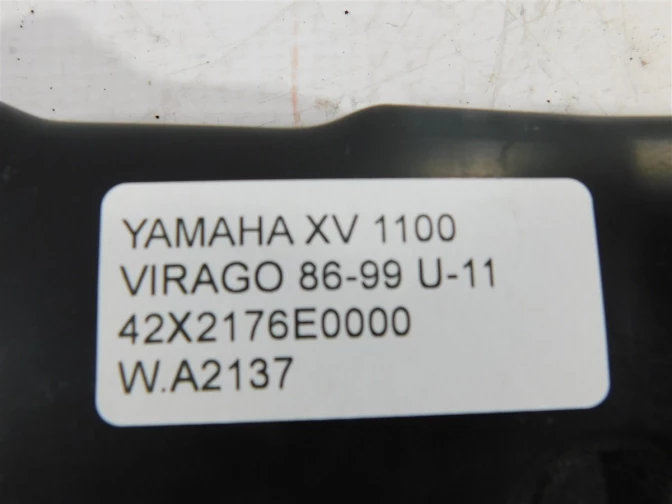 YAMAHA XV 1100
VIRAGO 86-99 U-11
42X2176E0000
W.A2137